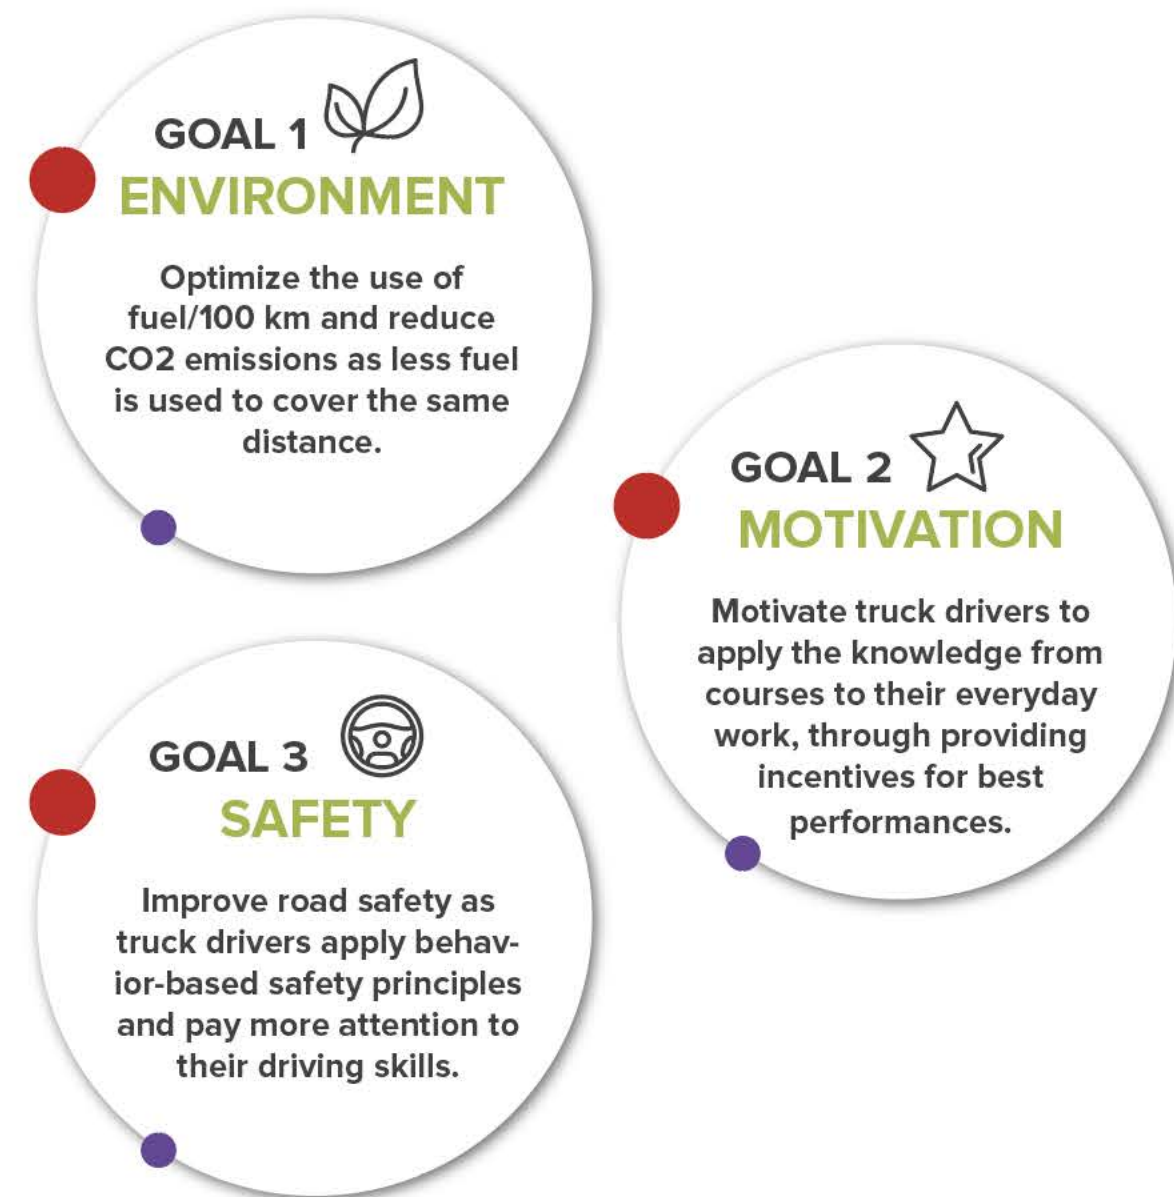 GOAL 1
ENVIRONMENT
Optimize the use of
fuel/100 km and reduce
CO2 emissions as less fuel
is used to cover the same
distance.
GOAL 2
MOTIVATION
Motivate truck drivers to
apply the knowledge from
courses to their everyday
work, through providing
incentives for best
performances.
GOAL 3
SAFETY
Improve road safety as
truck drivers apply behav-
ior-based safety principles
and pay more attention to
their driving skills.